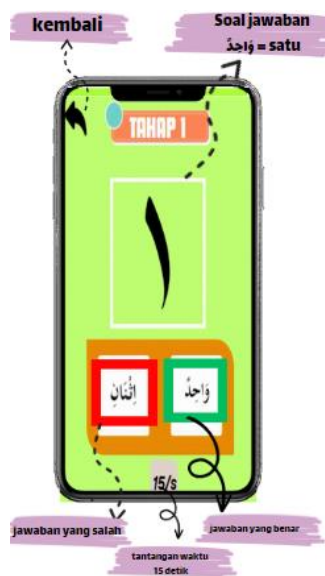 kembali
Soal jawaban
وَاحِدٌ = satu
TAHAP 1
١
اِثْنَانِ
وَاحِدٌ
15/s
jawaban yang salah
jawaban yang benar
tantangan waktu
15 detik